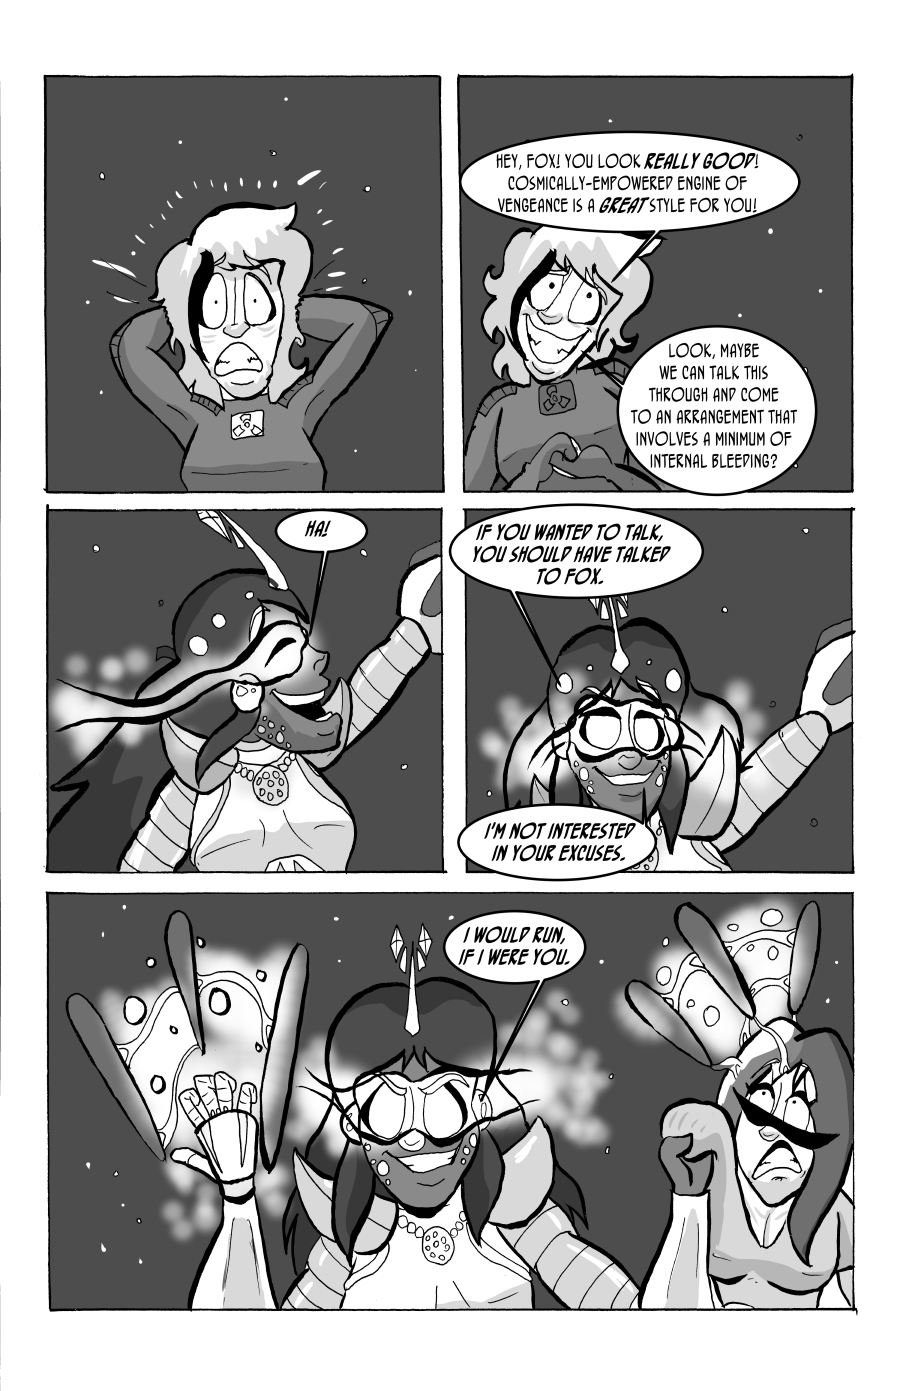 HEY, FOX! YOU LOOK REALLY GOOD!
COSMICALLY-EMPOWERED ENGINE OF
VENGEANCE IS A GREAT STYLE FOR YOU!
LOOK, MAYBE
WE CAN TALK THIS
THROUGH AND COME
TO AN ARRANGEMENT THAT
INVOLVES A MINIMUM OF
INTERNAL BLEEDING?
HA!
IF YOU WANTED TO TALK,
YOU SHOULD HAVE TALKED
TO FOX.
I'M NOT INTERESTED
IN YOUR EXCUSES.
I WOULD RUN,
IF I WERE YOU.